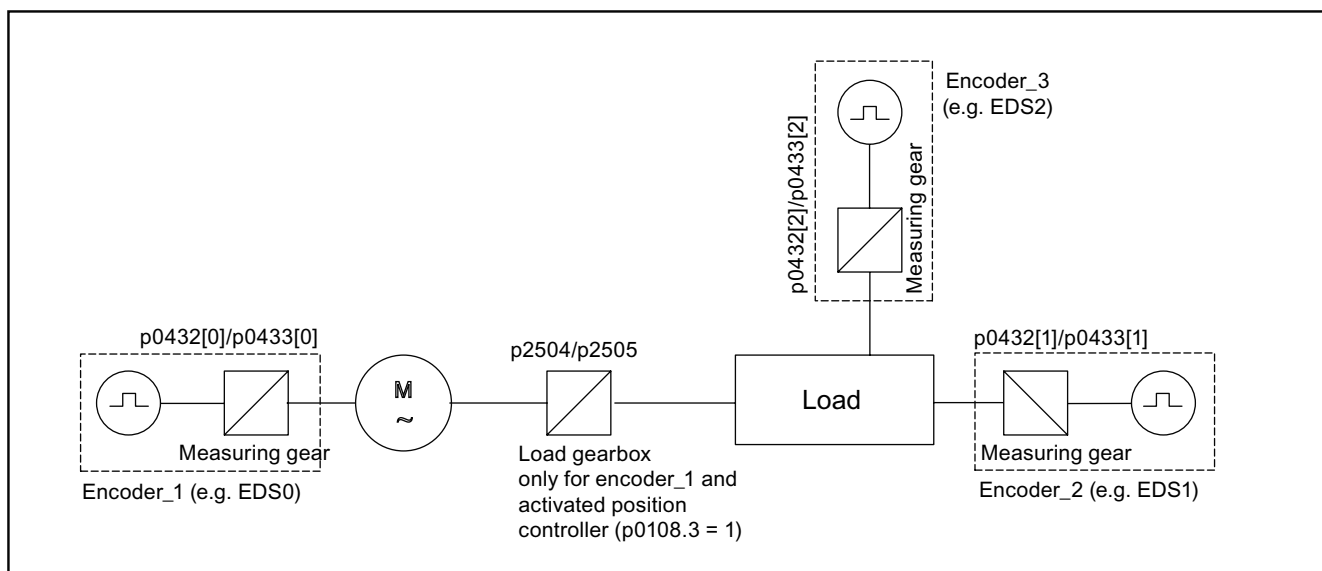 Encoder_3
(e.g. EDS2)
p0432[2]/p0433[2]
Measuring gear
p0432[0]/p0433[0]
Measuring gear
Encoder_1 (e.g. EDS0)
M
~
p2504/p2505
Load gearbox
only for encoder_1 and
activated position
controller (p0108.3 = 1)
Load
p0432[1]/p0433[1]
Measuring gear
Encoder_2 (e.g. EDS1)